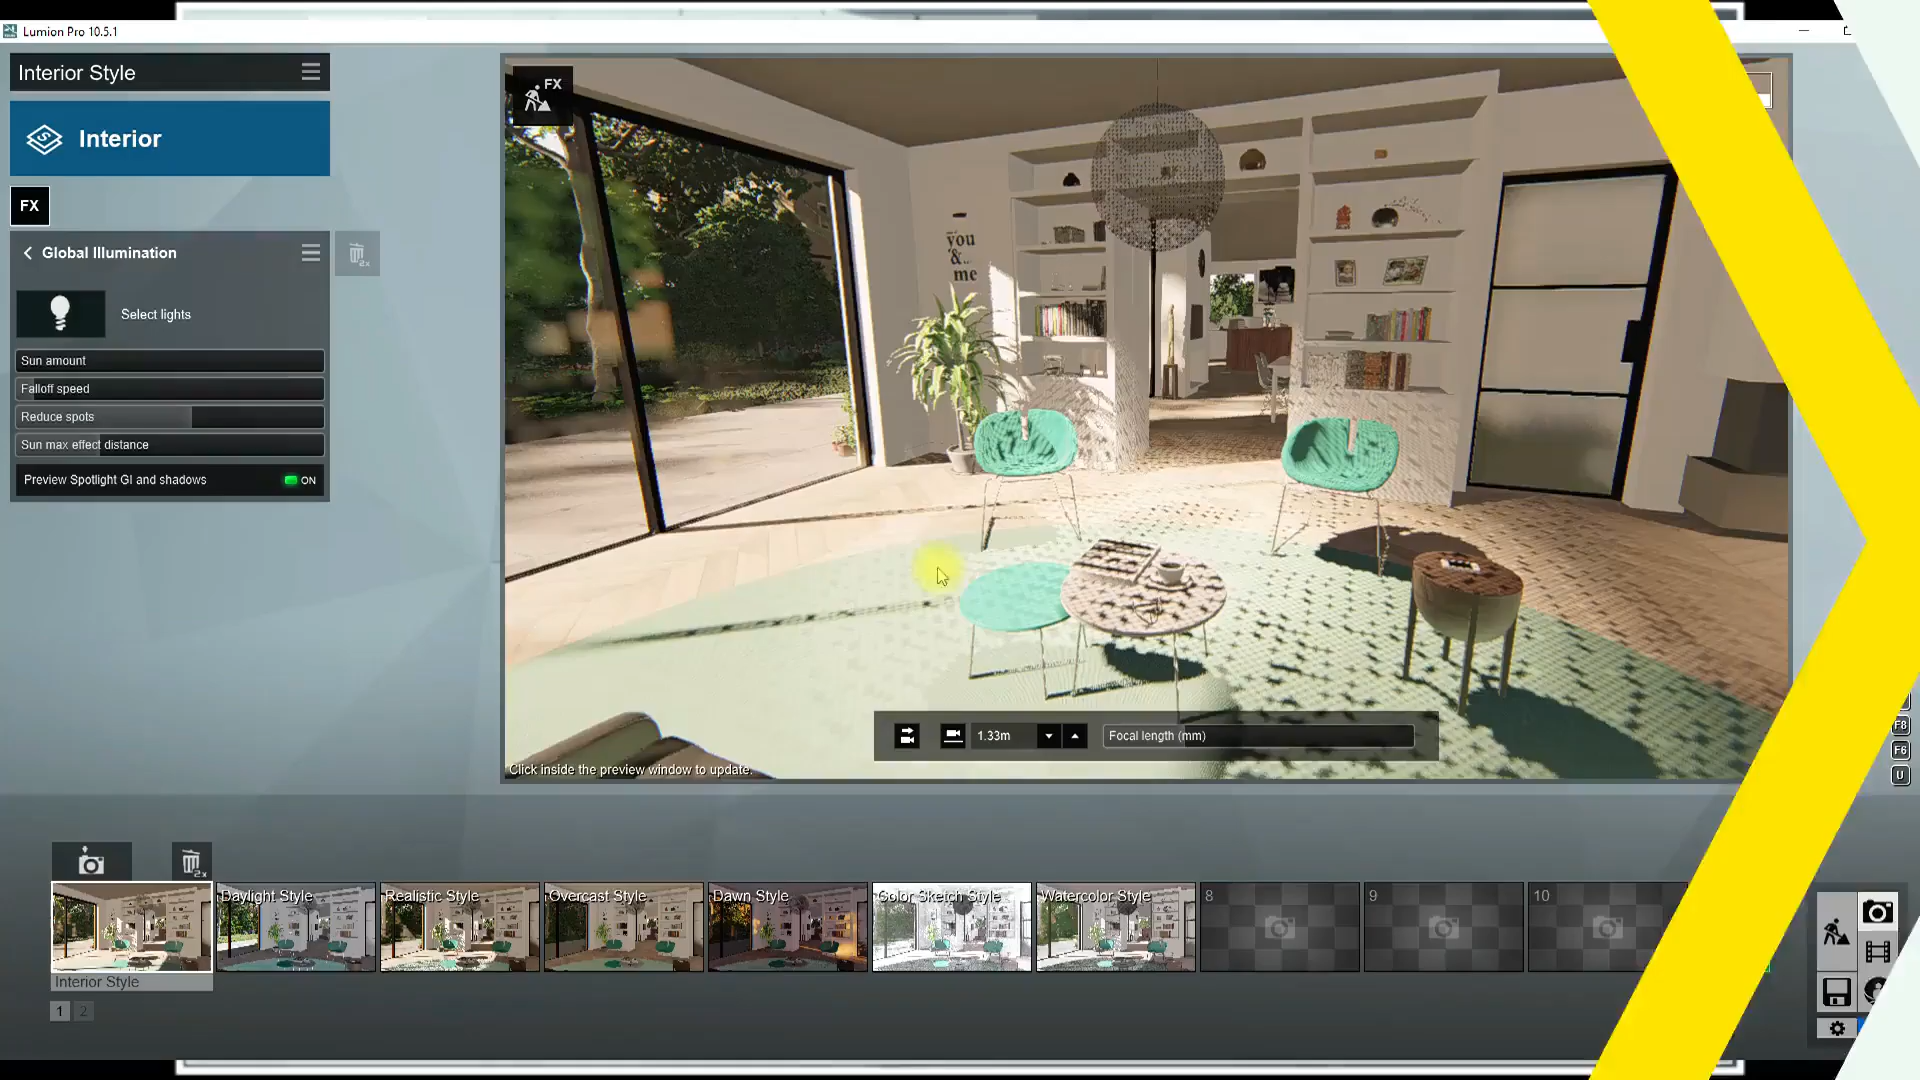 Lumion Pro 10.5.1
Interior Style
Interior
FX
Global Illumination
Select lights
Sun amount
Falloff speed
Reduce spots
Sun max effect distance
Preview Spotlight GI and shadows
ON
FX
you
&
me
1.33m
Focal length (mm)
Click inside the preview window to update.
F8
F6
U
2x
2x
Daylight Style
Realistic Style
Overcast Style
Dawn Style
Color Sketch Style
Watercolor Style
8
9
10
Interior Style
1
2